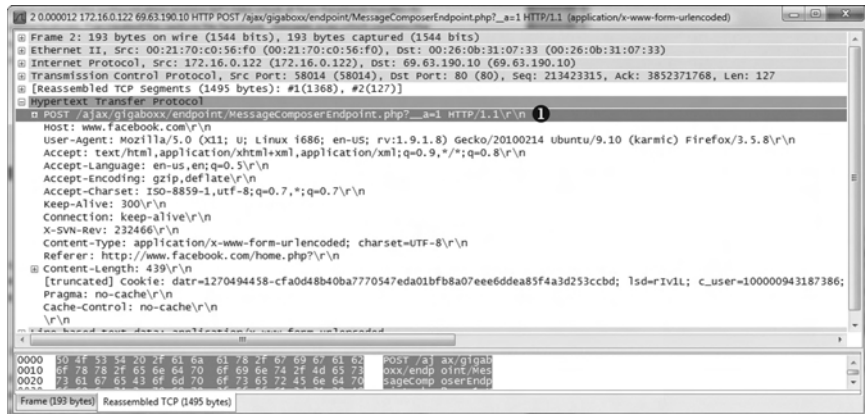 2 0.000012 172.16.0.122 69.63.190.10 HTTP POST /ajax/gigaboxx/endpoint/MessageComposerEndpoint.php?__a=1 HTTP/1.1 (application/x-www-form-urlencoded)
Frame 2: 193 bytes on wire (1544 bits), 193 bytes captured (1544 bits)
Ethernet II, Src: 00:21:70:c0:56:f0 (00:21:70:c0:56:f0), Dst: 00:26:0b:31:07:33 (00:26:0b:31:07:33)
Internet Protocol, Src: 172.16.0.122 (172.16.0.122), Dst: 69.63.190.10 (69.63.190.10)
Transmission Control Protocol, Src Port: 58014 (58014), Dst Port: 80 (80), Seq: 213423315, Ack: 3852371768, Len: 127
[Reassembled TCP Segments (1495 bytes): #1(1368), #2(127)]
Hypertext Transfer Protocol
POST /ajax/gigaboxx/endpoint/MessageComposerEndpoint.php?__a=1 HTTP/1.1\r\n 1
Host: www.facebook.com\r\n
User-Agent: Mozilla/5.0 (X11; U; Linux i686; en-US; rv:1.9.1.8) Gecko/20100214 Ubuntu/9.10 (karmic) Firefox/3.5.8\r\n
Accept: text/html,application/xhtml+xml,application/xml;q=0.9,*/*;q=0.8\r\n
Accept-Language: en-us,en;q=0.5\r\n
Accept-Encoding: gzip,deflate\r\n
Accept-Charset: ISO-8859-1,utf-8;q=0.7,*;q=0.7\r\n
Keep-Alive: 300\r\n
Connection: keep-alive\r\n
X-SVN-Rev: 232466\r\n
Content-Type: application/x-www-form-urlencoded; charset=UTF-8\r\n
Referer: http://www.facebook.com/home.php?\r\n
Content-Length: 439\r\n
[truncated] Cookie: datr=1270494458-cfa0d48b40ba7770547eda01bfb8a07eee6ddea85f4a3d253ccbd; lsd=rIv1L; c_user=100000943187386;
Pragma: no-cache\r\n
Cache-Control: no-cache\r\n
\r\n
Line-based text data: application/x-www-form-urlencoded
0000 50 4f 53 54 20 2f 61 6a 61 78 2f 67 69 67 61 62 POST /aj ax/gigab
0010 6f 78 78 2f 65 6e 64 70 6f 69 6e 74 2f 4d 65 73 oxx/endp oint/Mes
0020 73 61 67 65 43 6f 6d 70 6f 73 65 72 45 6e 64 70 sageComp oserEndp
Frame (193 bytes) Reassembled TCP (1495 bytes)